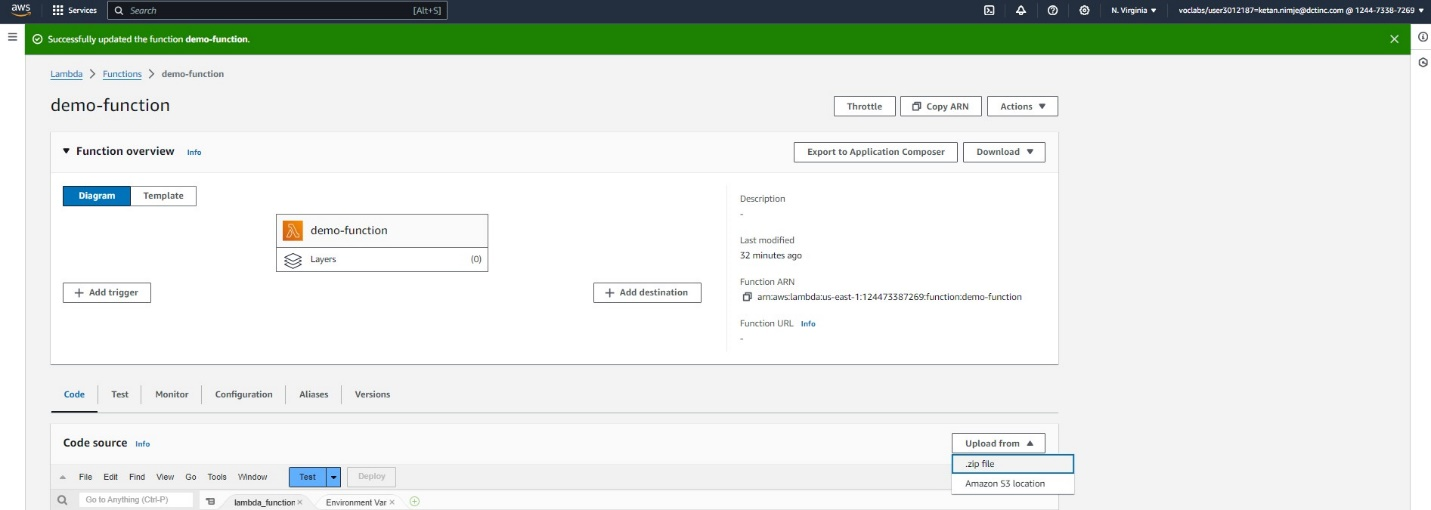 aws Services Search [Alt+S] N. Virginia voclabs/user3012187=ketan.nimje@dctinc.com @ 1244-7338-7269
Successfully updated the function demo-function.
Lambda > Functions > demo-function
demo-function
Throttle Copy ARN Actions
Function overview Info
Export to Application Composer Download
Diagram Template
demo-function
Layers (0)
+ Add trigger
+ Add destination
Description
-
Last modified
32 minutes ago
Function ARN
arn:aws:lambda:us-east-1:124473387269:function:demo-function
Function URL Info
-
Code Test Monitor Configuration Aliases Versions
Code source Info
Upload from
.zip file
Amazon S3 location
File Edit Find View Go Tools Window Test Deploy
Go to Anything (Ctrl-P) lambda_function × Environment Var ×